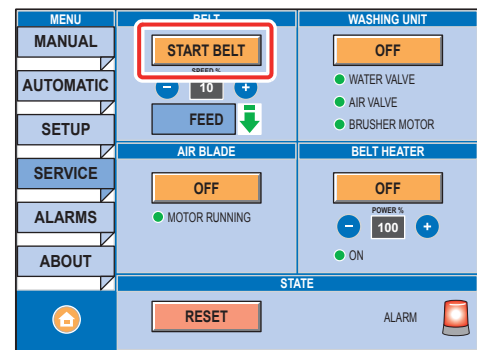 MENU
MANUAL
AUTOMATIC
SETUP
SERVICE
ALARMS
ABOUT
BELT
START BELT
SPEED %
10
FEED
WASHING UNIT
OFF
WATER VALVE
AIR VALVE
BRUSHER MOTOR
AIR BLADE
OFF
MOTOR RUNNING
BELT HEATER
OFF
POWER %
100
ON
STATE
RESET
ALARM